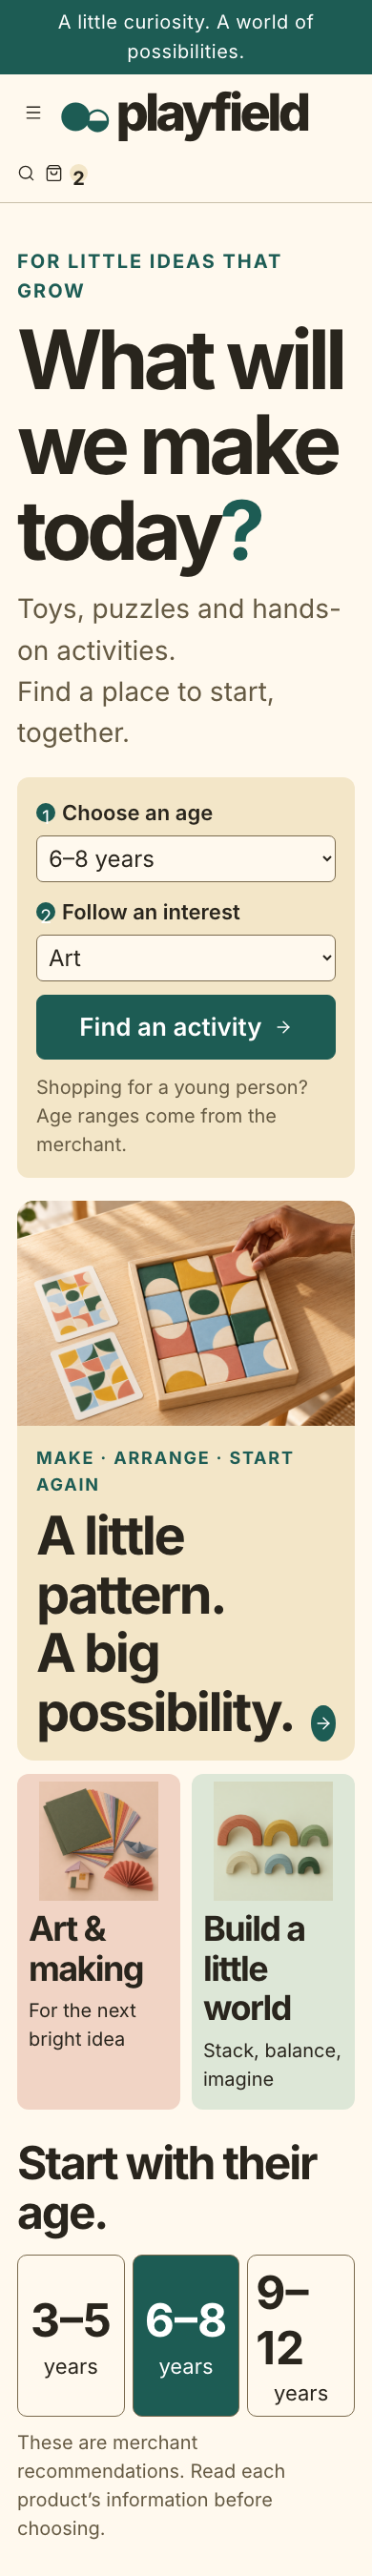 A little curiosity. A world of
possibilities.
playfield
2
FOR LITTLE IDEAS THAT
GROW
What will
we make
today?
Toys, puzzles and hands-
on activities.
Find a place to start,
together.
1 Choose an age
6–8 years
2 Follow an interest
Art
Find an activity →
Shopping for a young person?
Age ranges come from the
merchant.
MAKE · ARRANGE · START
AGAIN
A little
pattern.
A big
possibility. →
Art &
making
For the next
bright idea
Build a
little
world
Stack, balance,
imagine
Start with their
age.
3–5
years
6–8
years
9–
12
years
These are merchant
recommendations. Read each
product’s information before
choosing.